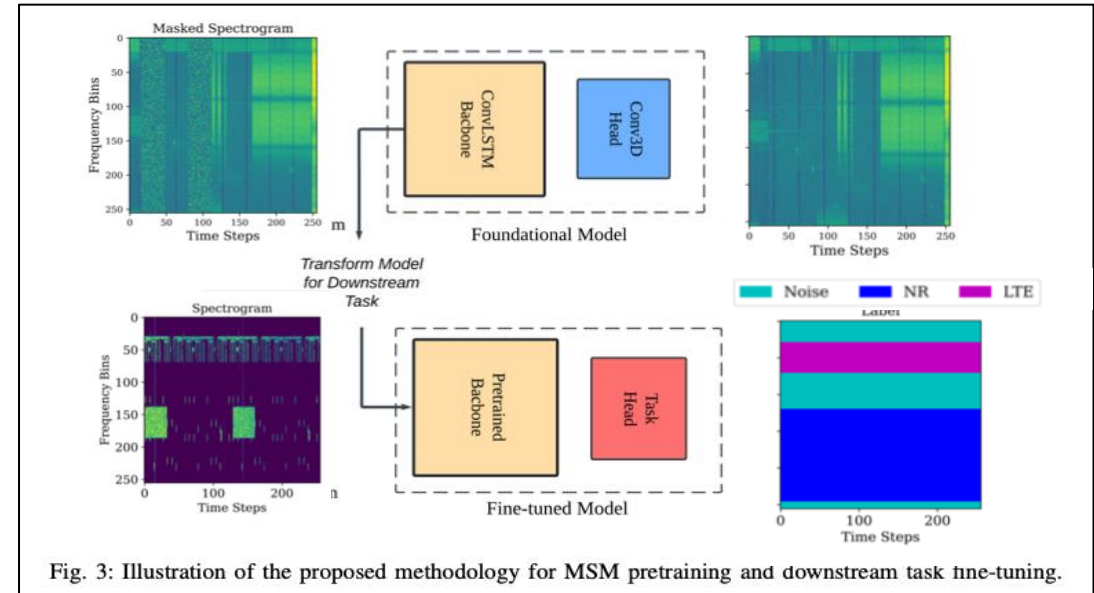 Masked Spectrogram
0
50
100
150
200
250
Frequency Bins
0 50 100 150 200 250
Time Steps
m
ConvLSTM
Bacbone
Conv3D
Head
Foundational Model
0 50 100 150 200 250
Time Steps
Transform Model
for Downstream
Task
Spectrogram
0
50
100
150
200
250
Frequency Bins
0 100 200
Time Steps
Pretrained
Bacbone
Task
Head
Fine-tuned Model
Noise NR LTE
Label
0 100 200
Time Steps
Fig. 3: Illustration of the proposed methodology for MSM pretraining and downstream task fine-tuning.